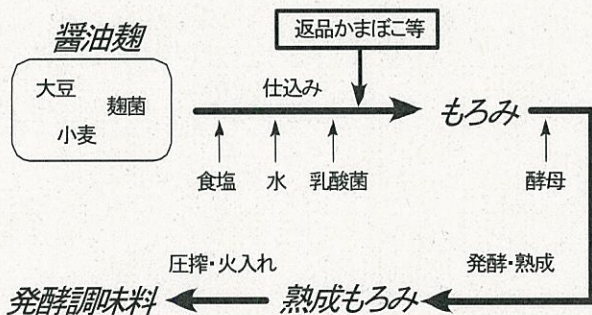 返品かまぼこ等
醤油麹
大豆
麹菌
小麦
仕込み
もろみ
食塩
水
乳酸菌
酵母
圧搾・火入れ
発酵・熟成
発酵調味料
熟成もろみ